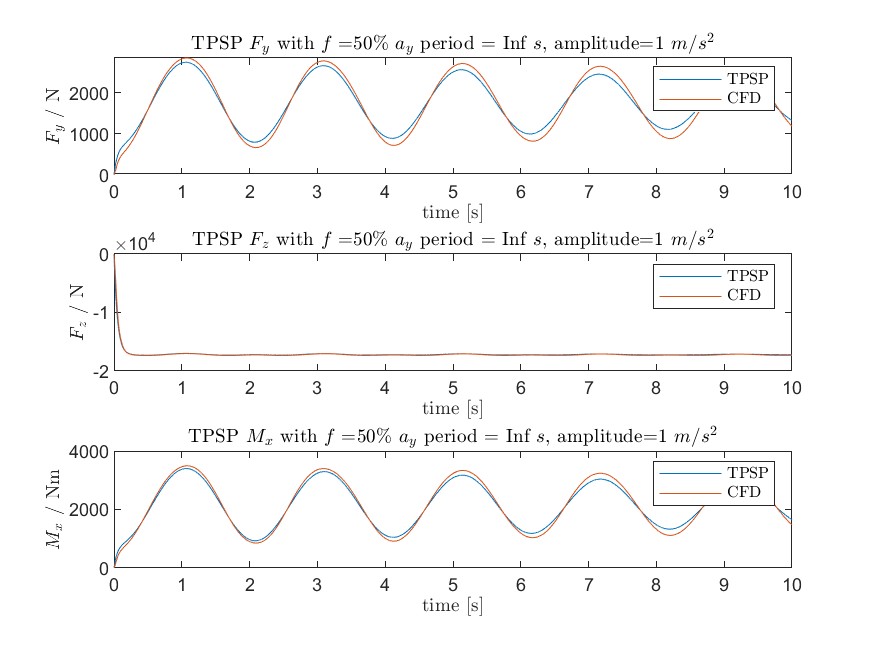 TPSP F_y with f =50% a_y period = Inf s, amplitude=1 m/s^2
F_y / N
2000
1000
0
0 1 2 3 4 5 6 7 8 9 10
time [s]
TPSP
CFD
TPSP F_z with f =50% a_y period = Inf s, amplitude=1 m/s^2
×10^4
F_z / N
0
-1
-2
0 1 2 3 4 5 6 7 8 9 10
time [s]
TPSP
CFD
TPSP M_x with f =50% a_y period = Inf s, amplitude=1 m/s^2
M_x / Nm
4000
2000
0
0 1 2 3 4 5 6 7 8 9 10
time [s]
TPSP
CFD